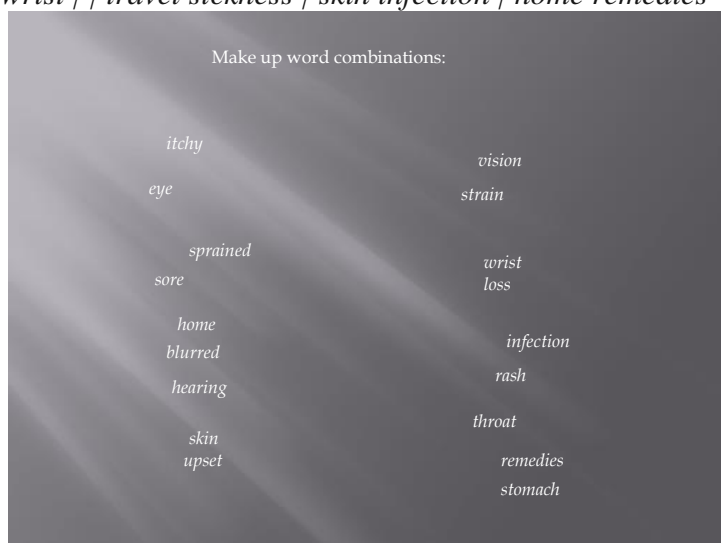 wrist | | travel sickness | skin infection | home remedies
Make up word combinations:
itchy
eye
sprained
sore
home
blurred
hearing
skin
upset
vision
strain
wrist
loss
infection
rash
throat
remedies
stomach